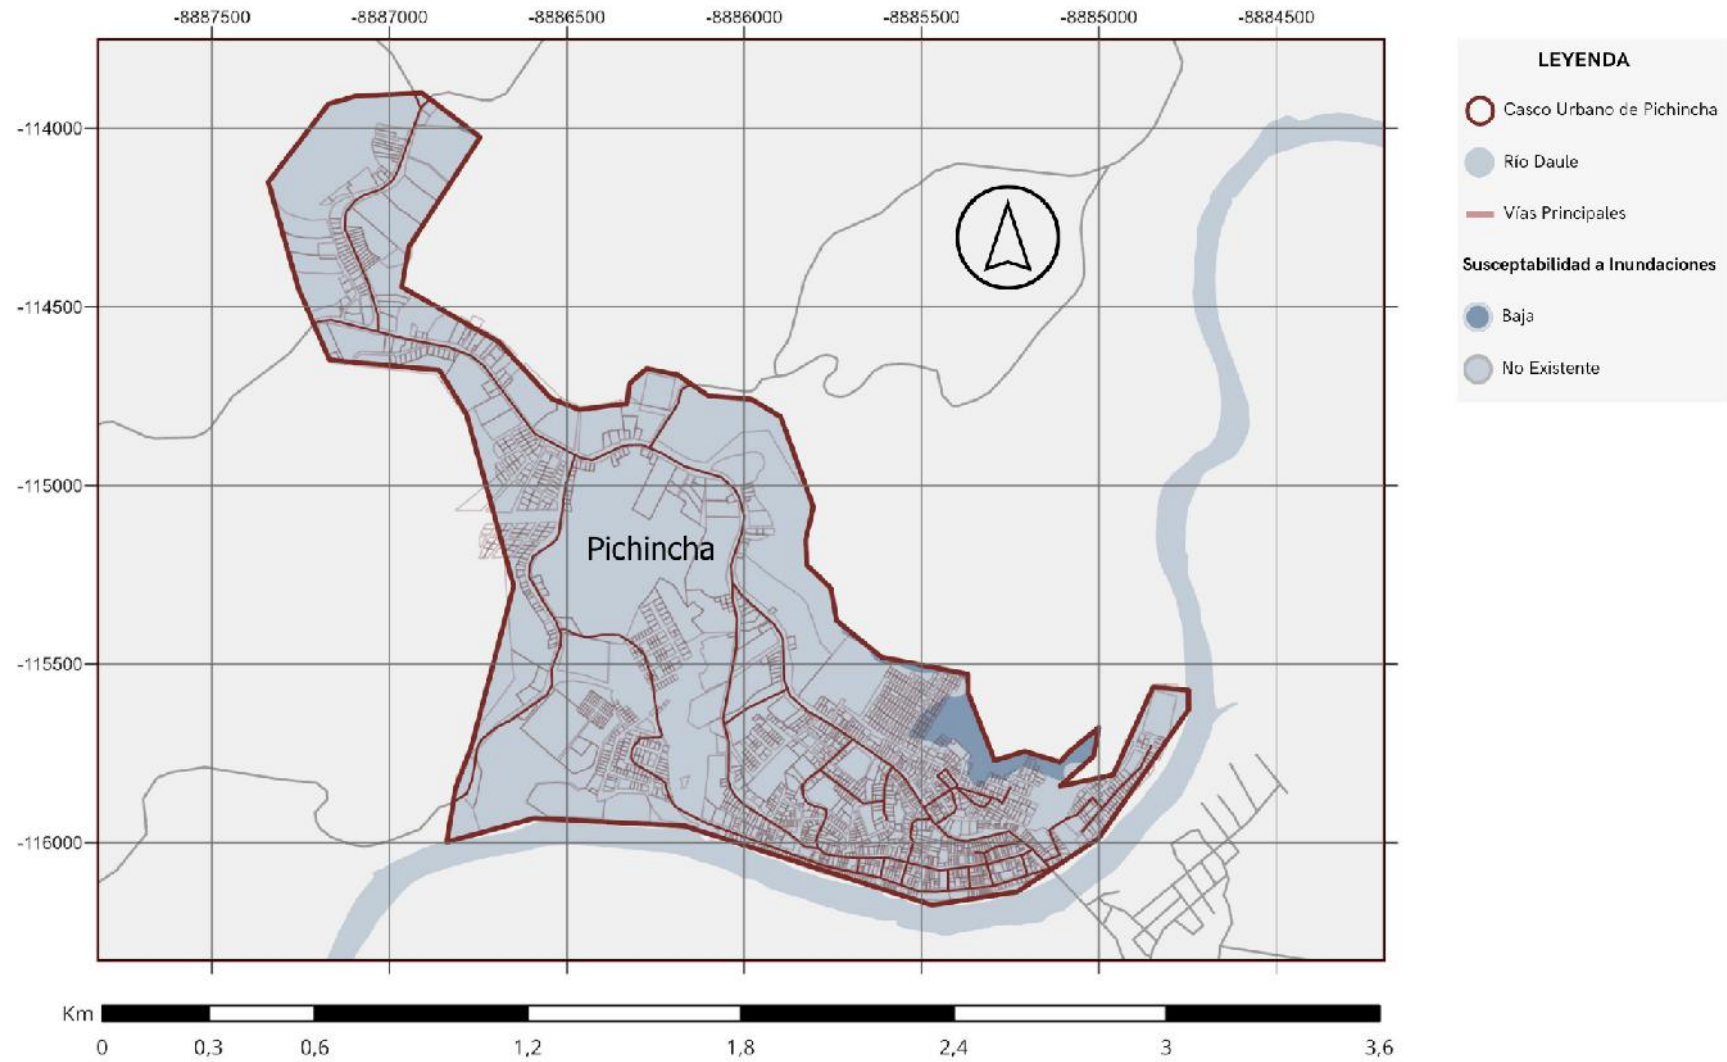 -8887500 -8887000 -8886500 -8886000 -8885500 -8885000 -8884500
-114000
-114500
-115000
-115500
-116000
Pichincha
LEYENDA
Casco Urbano de Pichincha
Río Daule
Vías Principales
Susceptabilidad a Inundaciones
Baja
No Existente
Km
0 0,3 0,6 1,2 1,8 2,4 3 3,6